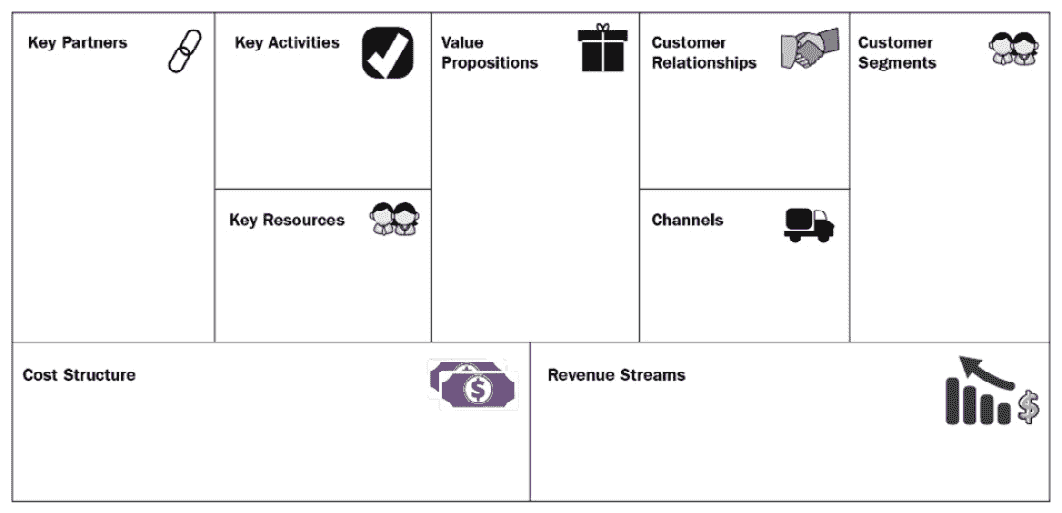 Key Partners
Key Activities
Value
Propositions
Customer
Relationships
Customer
Segments
Key Resources
Channels
Cost Structure
$
Revenue Streams
$